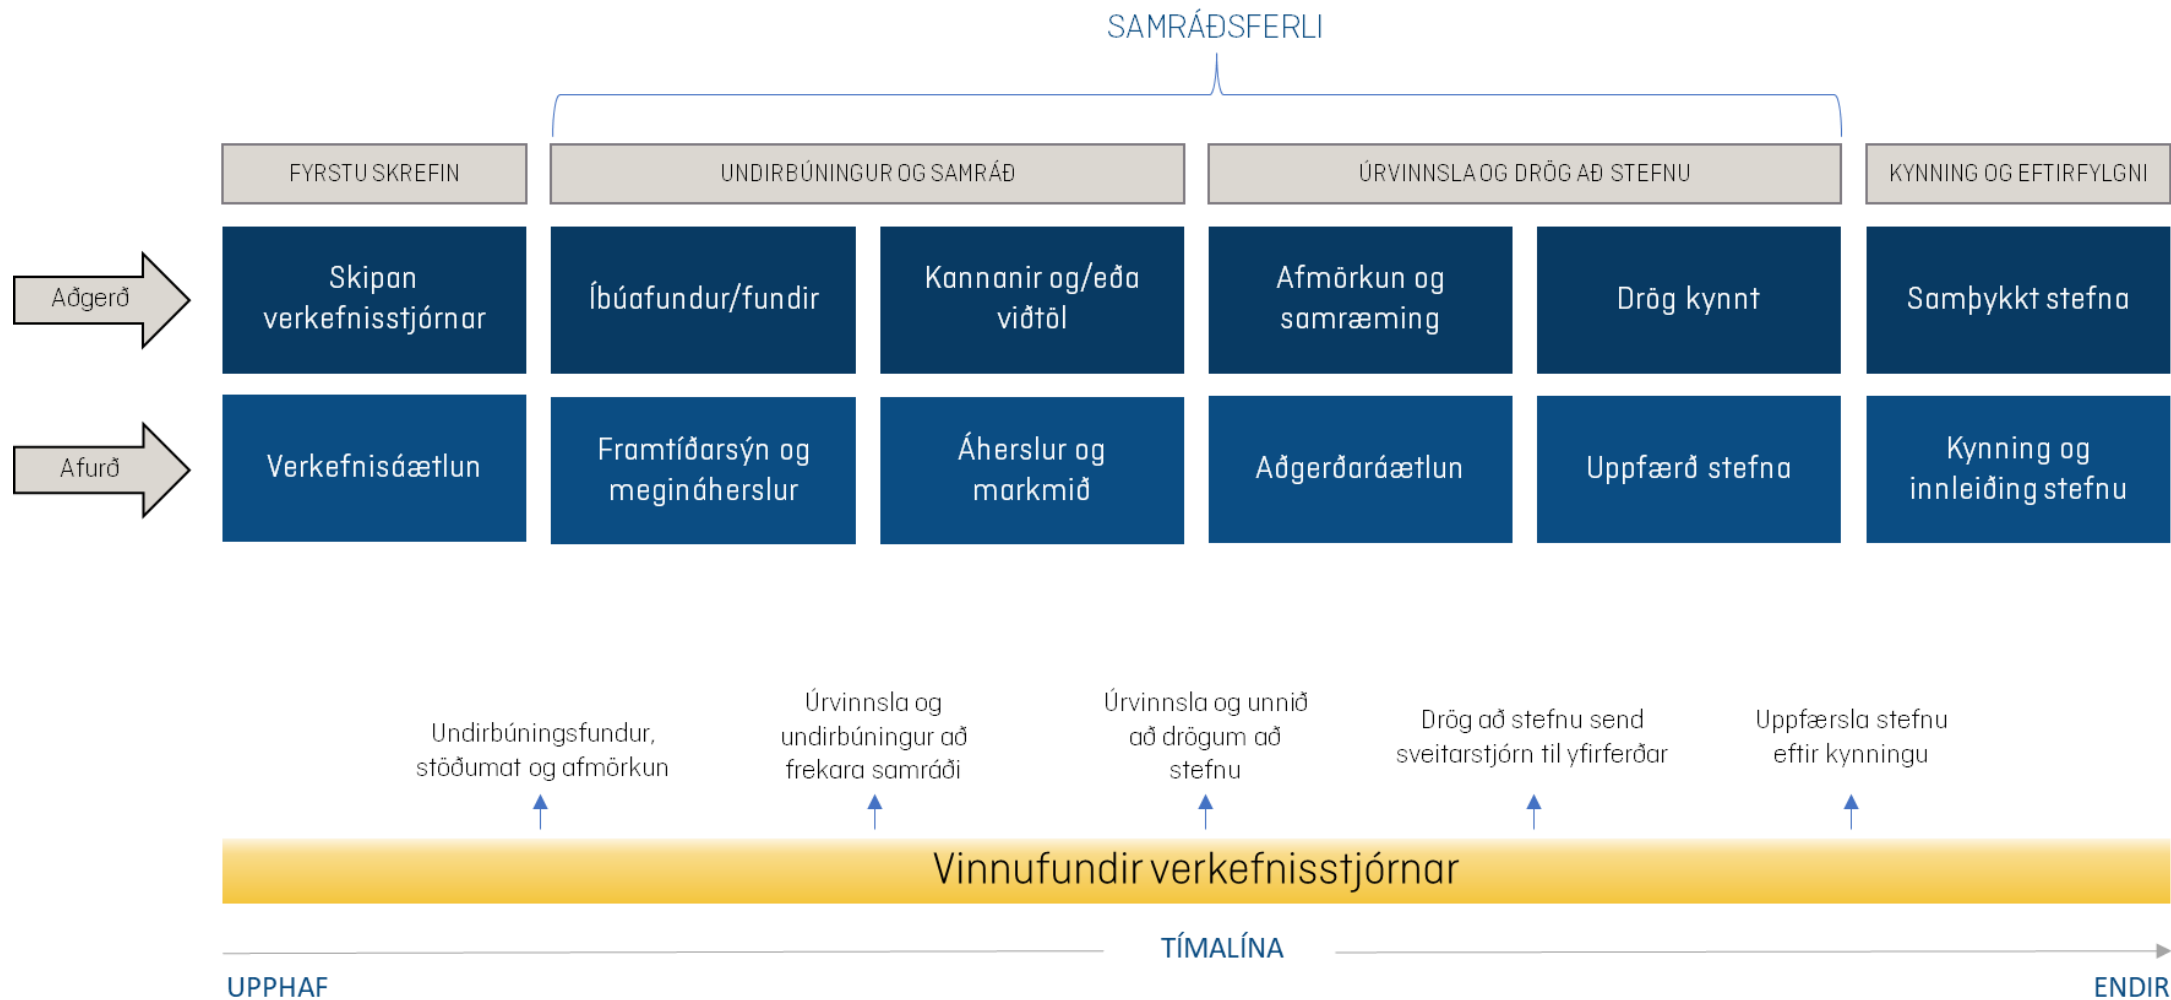 SAMRÁÐSFERLI
FYRSTU SKREFIN
UNDIRBÚNINGUR OG SAMRÁÐ
ÚRVINNSLA OG DRÖG AÐ STEFNU
KYNNING OG EFTIRFYLGNI
Aðgerð
Skipan
verkefnisstjórnar
Íbúafundur/fundir
Kannanir og/eða
viðtöl
Afmörkun og
samræming
Drög kynnt
Samþykkt stefna
Afurð
Verkefnisáætlun
Framtíðarsýn og
megináherslur
Áherslur og
markmið
Aðgerðaráætlun
Uppfærð stefna
Kynning og
innleiðing stefnu
Undirbúningsfundur,
stöðumat og afmörkun
Úrvinnsla og
undirbúningur að
frekara samráði
Úrvinnsla og unnið
að drögum að
stefnu
Drög að stefnu send
sveitarstjórn til yfirferðar
Uppfærsla stefnu
eftir kynningu
Vinnufundir verkefnisstjórnar
TÍMALÍNA
UPPHAF
ENDIR